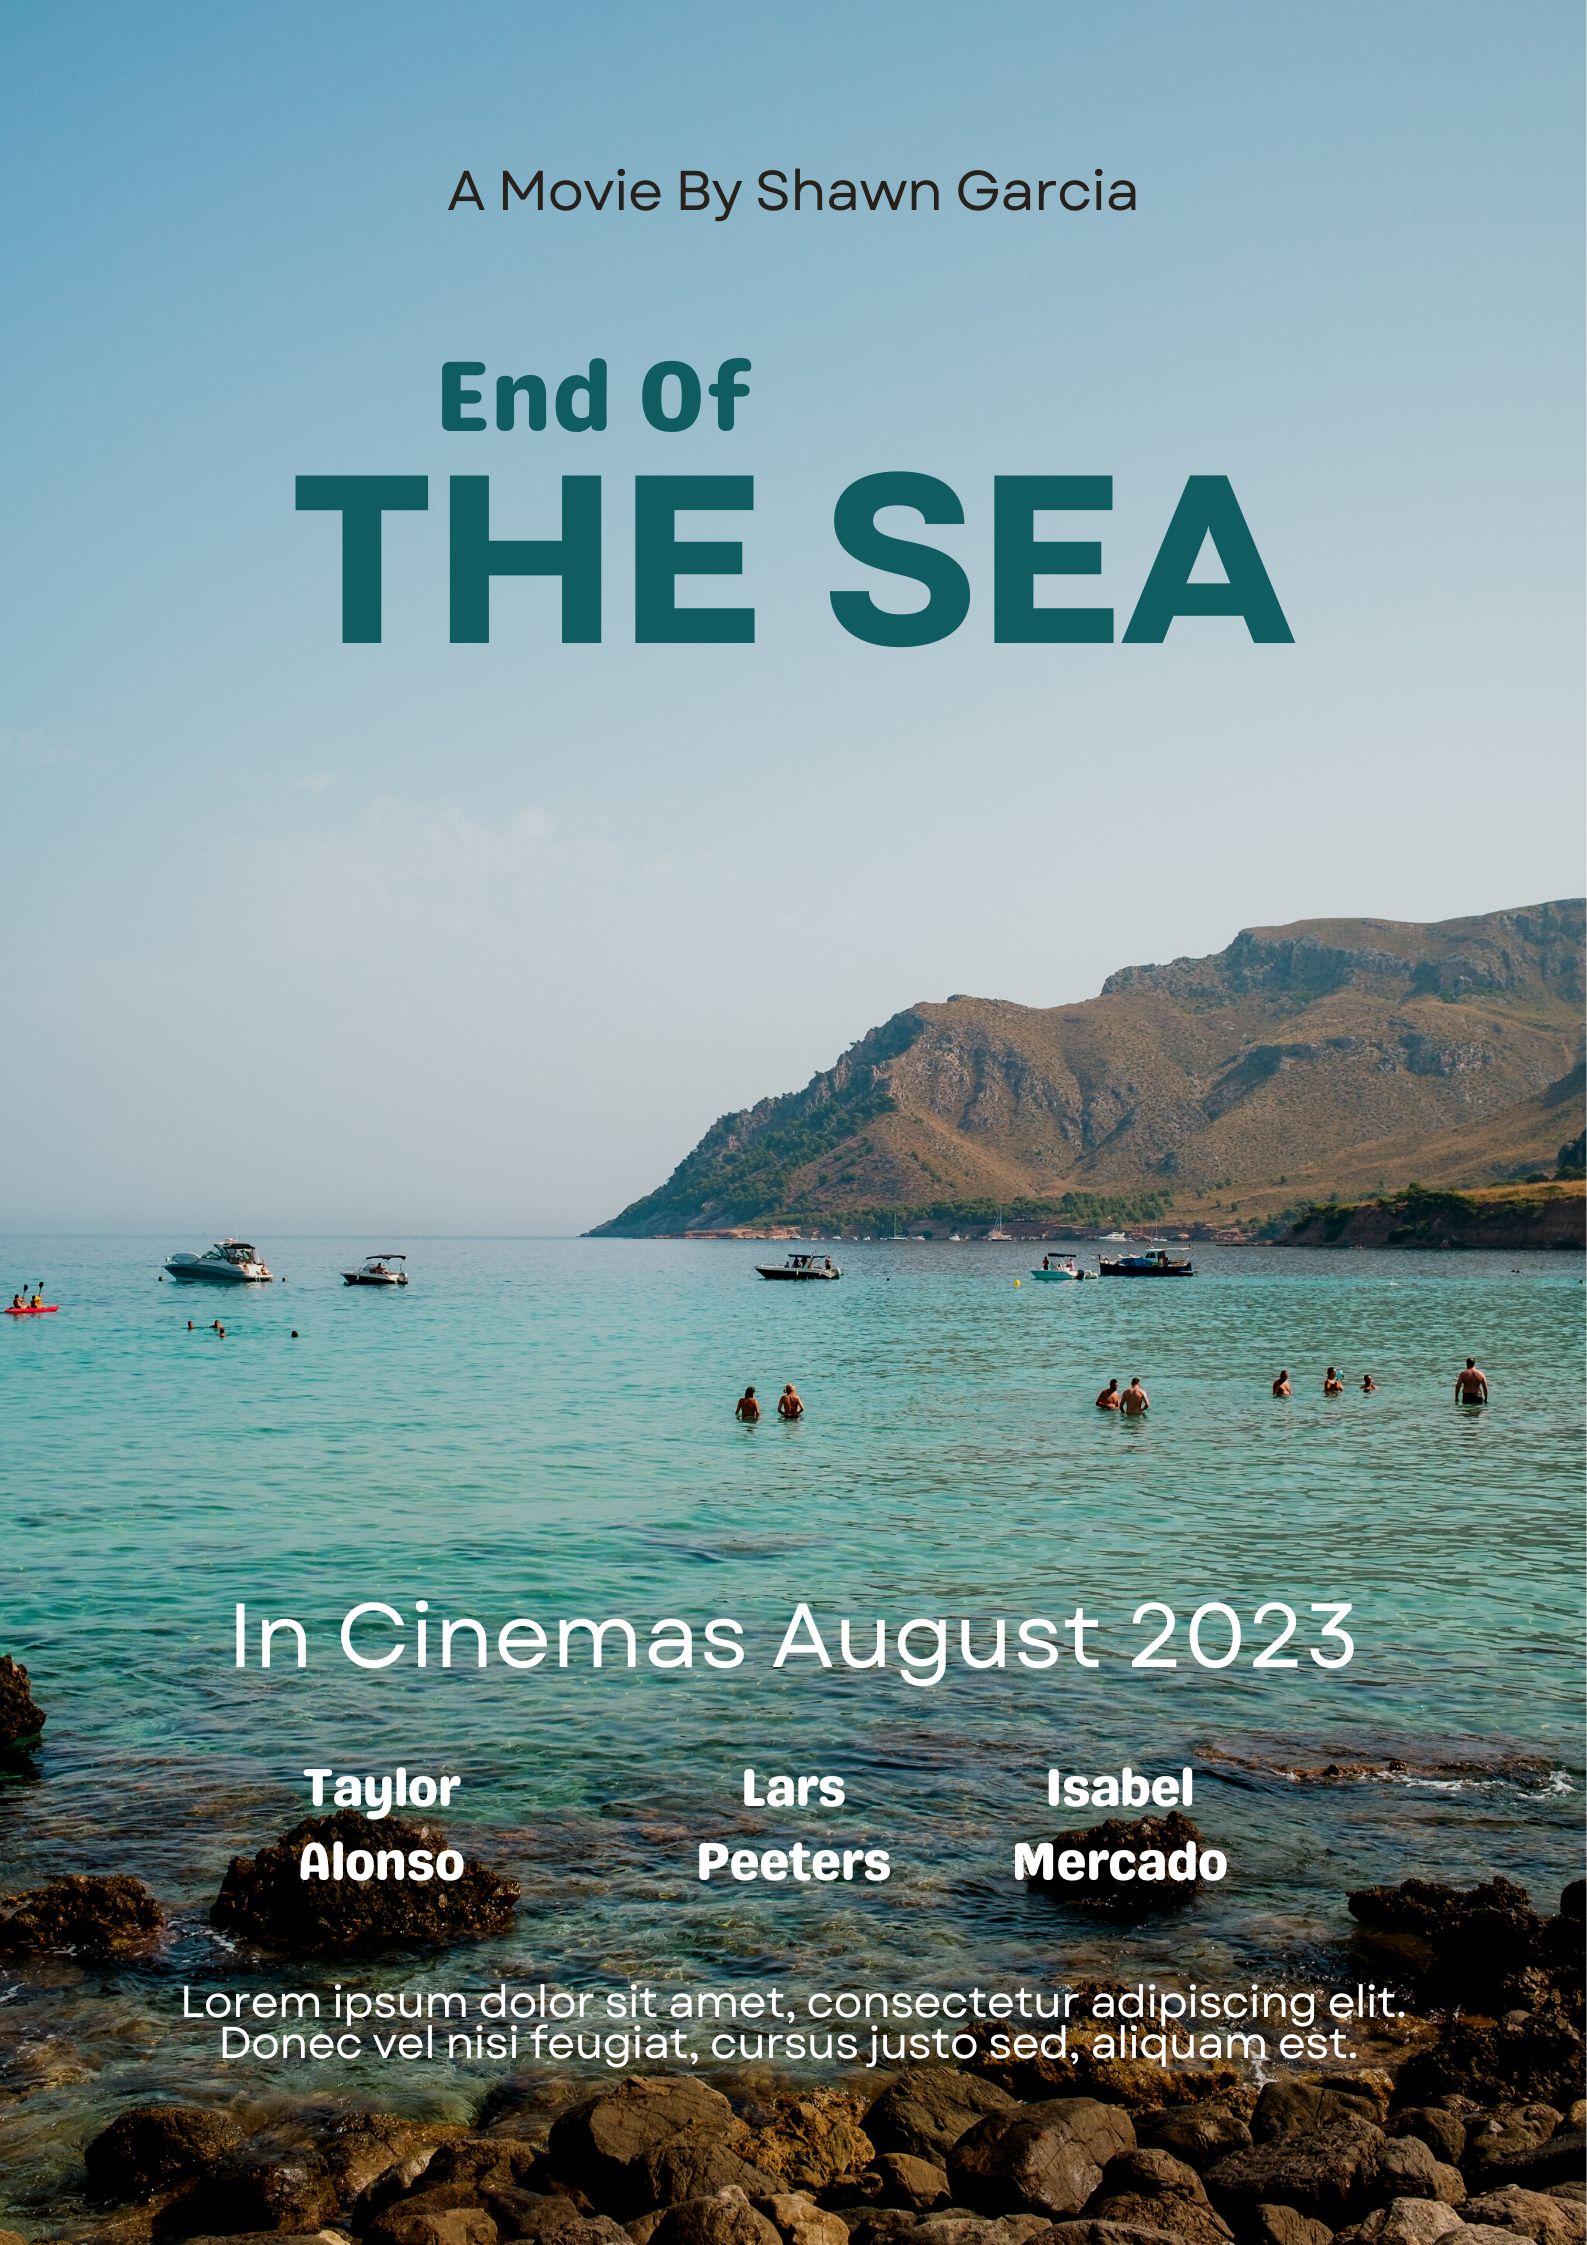 A Movie By Shawn Garcia
End Of
THE SEA
In Cinemas August 2023
Taylor
Alonso
Lars
Peeters
Isabel
Mercado
Lorem ipsum dolor sit amet, consectetur adipiscing elit.
Donec vel nisi feugiat, cursus justo sed, aliquam est.